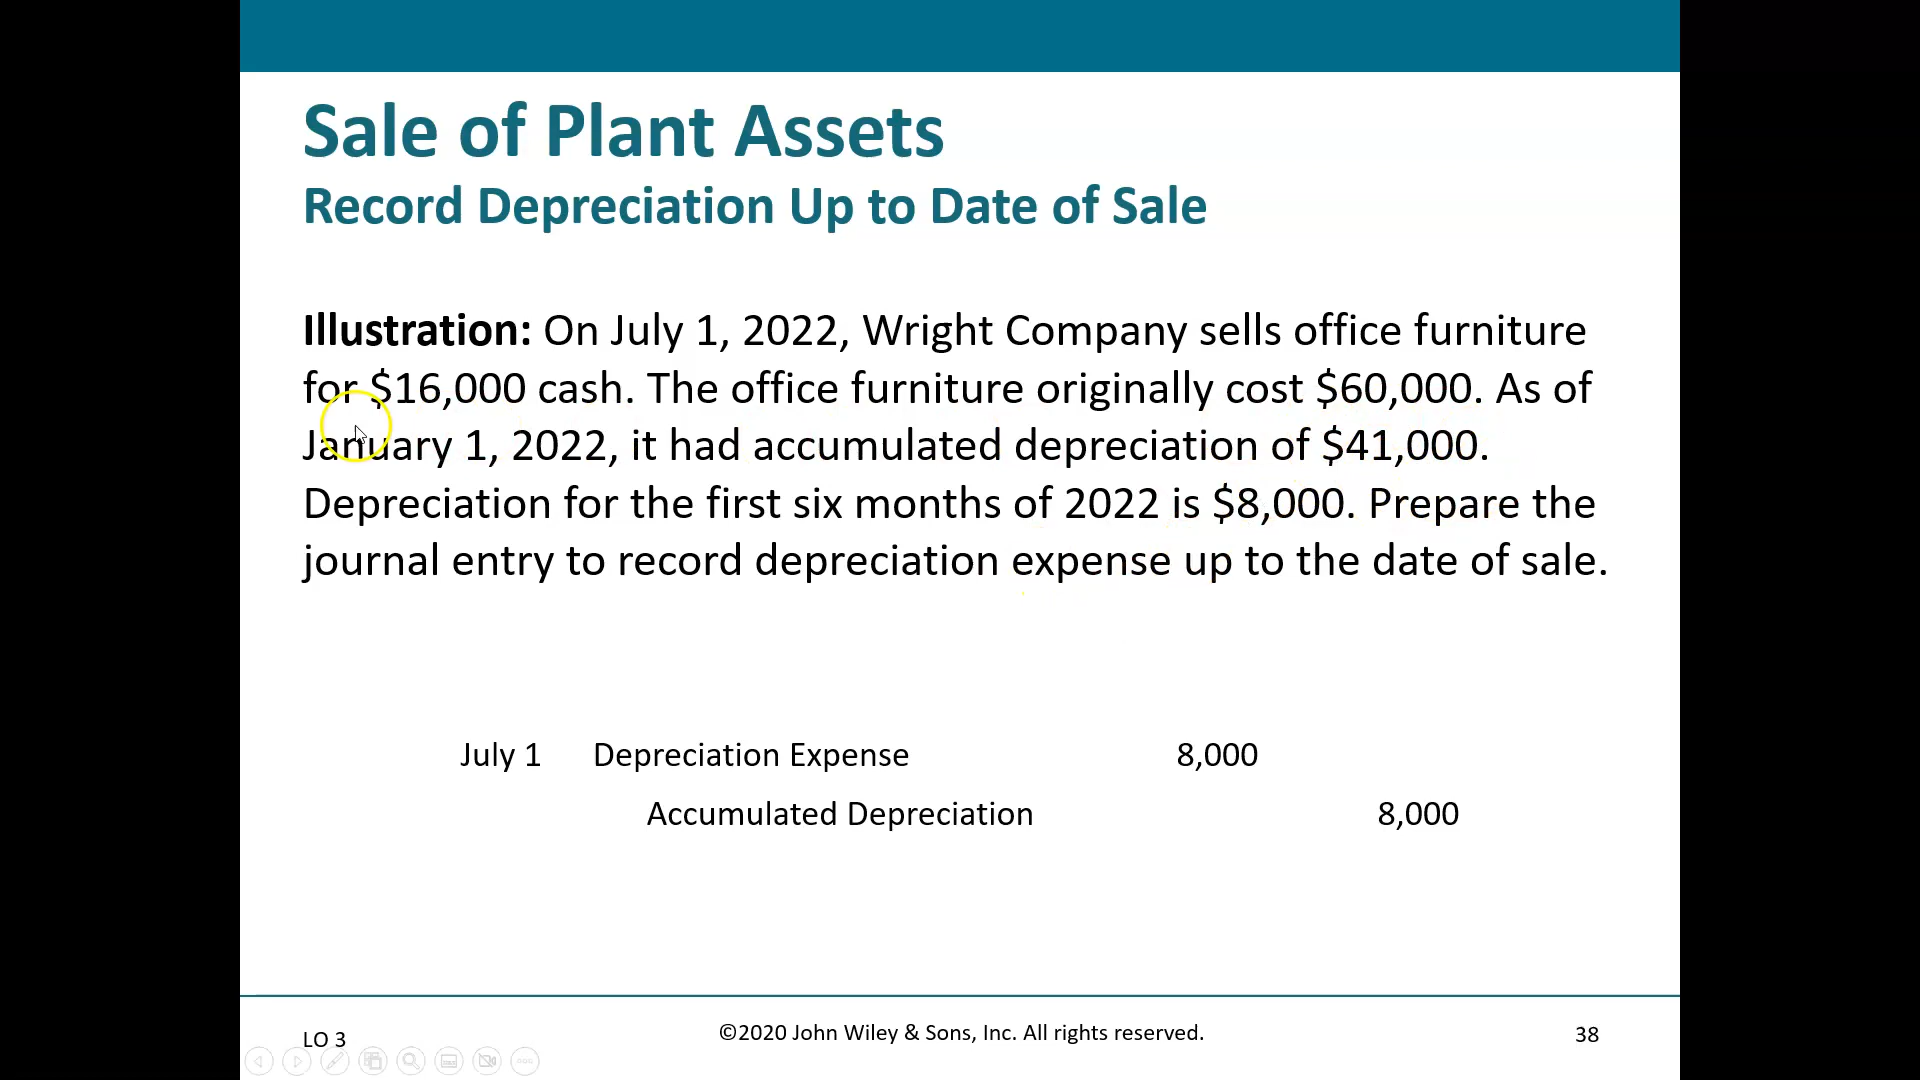 Sale of Plant Assets
Record Depreciation Up to Date of Sale
Illustration: On July 1, 2022, Wright Company sells office furniture
for $16,000 cash. The office furniture originally cost $60,000. As of
January 1, 2022, it had accumulated depreciation of $41,000.
Depreciation for the first six months of 2022 is $8,000. Prepare the
journal entry to record depreciation expense up to the date of sale.
July 1 Depreciation Expense 8,000
Accumulated Depreciation 8,000
LO 3 ©2020 John Wiley & Sons, Inc. All rights reserved. 38